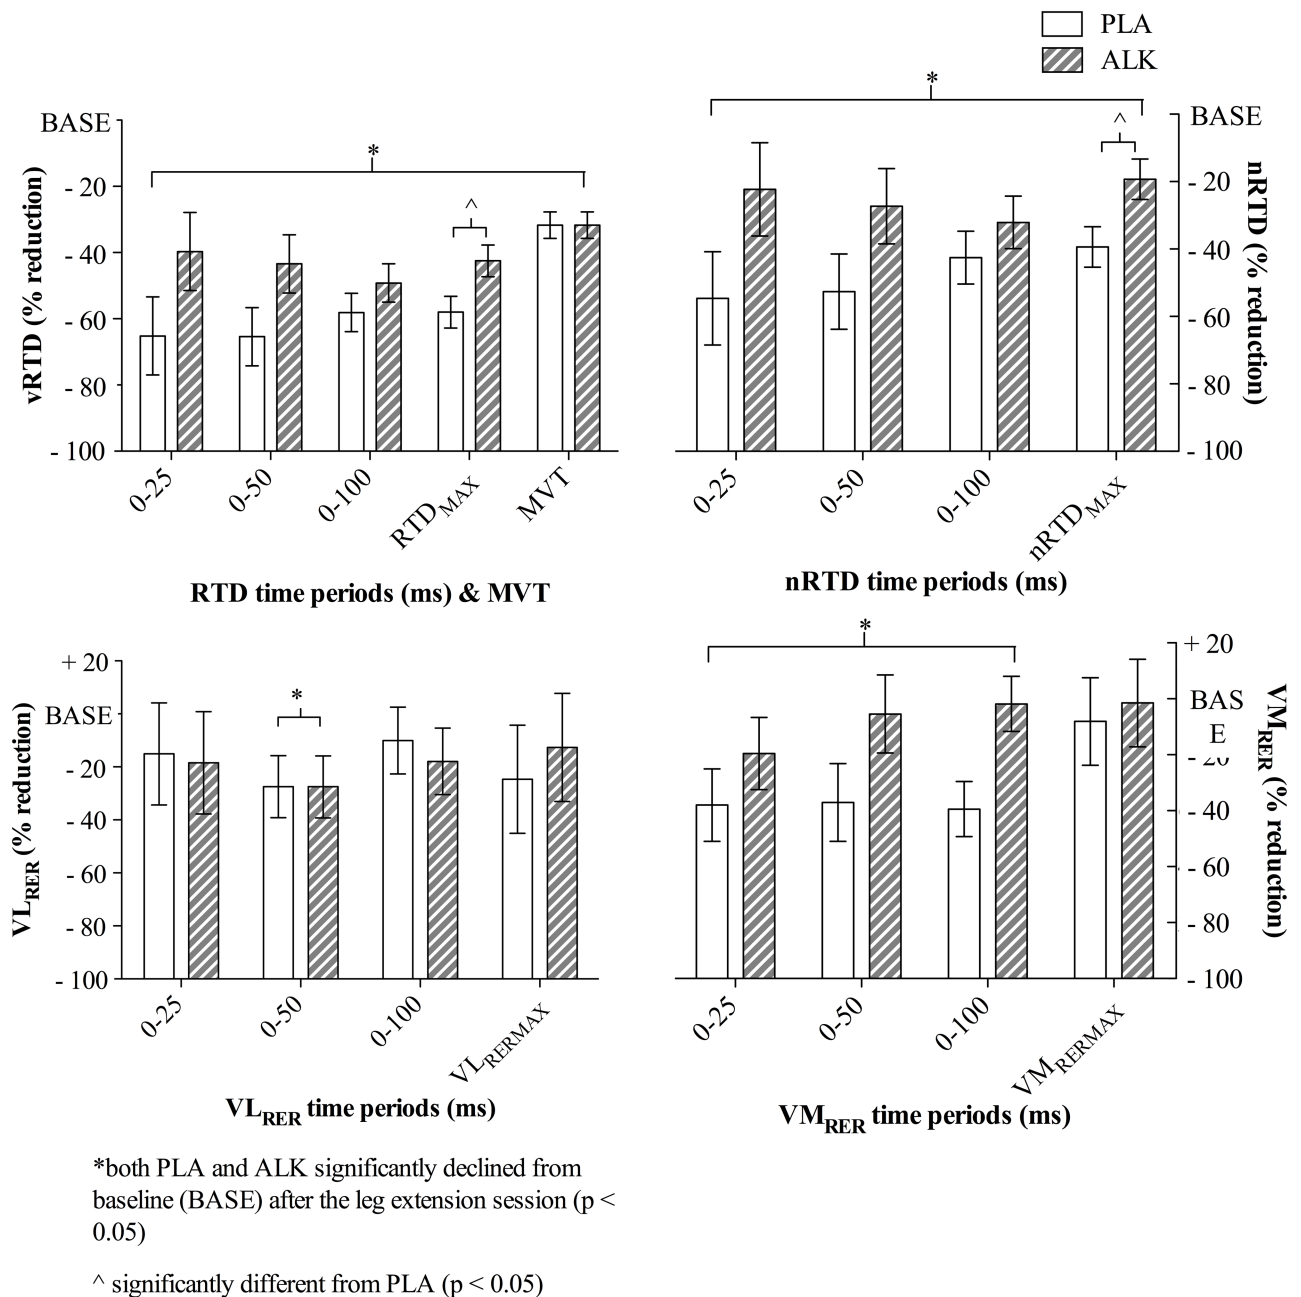 PLA
ALK
BASE
- 20
- 40
- 60
- 80
- 100
*
^
vRTD (% reduction)
0-25
0-50
0-100
RTDMAX
MVT
RTD time periods (ms) & MVT
*
^
BASE
- 20
- 40
- 60
- 80
- 100
nRTD (% reduction)
0-25
0-50
0-100
nRTDMAX
nRTD time periods (ms)
+ 20
BASE
- 20
- 40
- 60
- 80
- 100
*
VLRER (% reduction)
0-25
0-50
0-100
VLRERMAX
VLRER time periods (ms)
*
+ 20
BAS
E
- 20
- 40
- 60
- 80
- 100
VMRER (% reduction)
0-25
0-50
0-100
VMRERMAX
VMRER time periods (ms)
*both PLA and ALK significantly declined from
baseline (BASE) after the leg extension session (p <
0.05)
^ significantly different from PLA (p < 0.05)